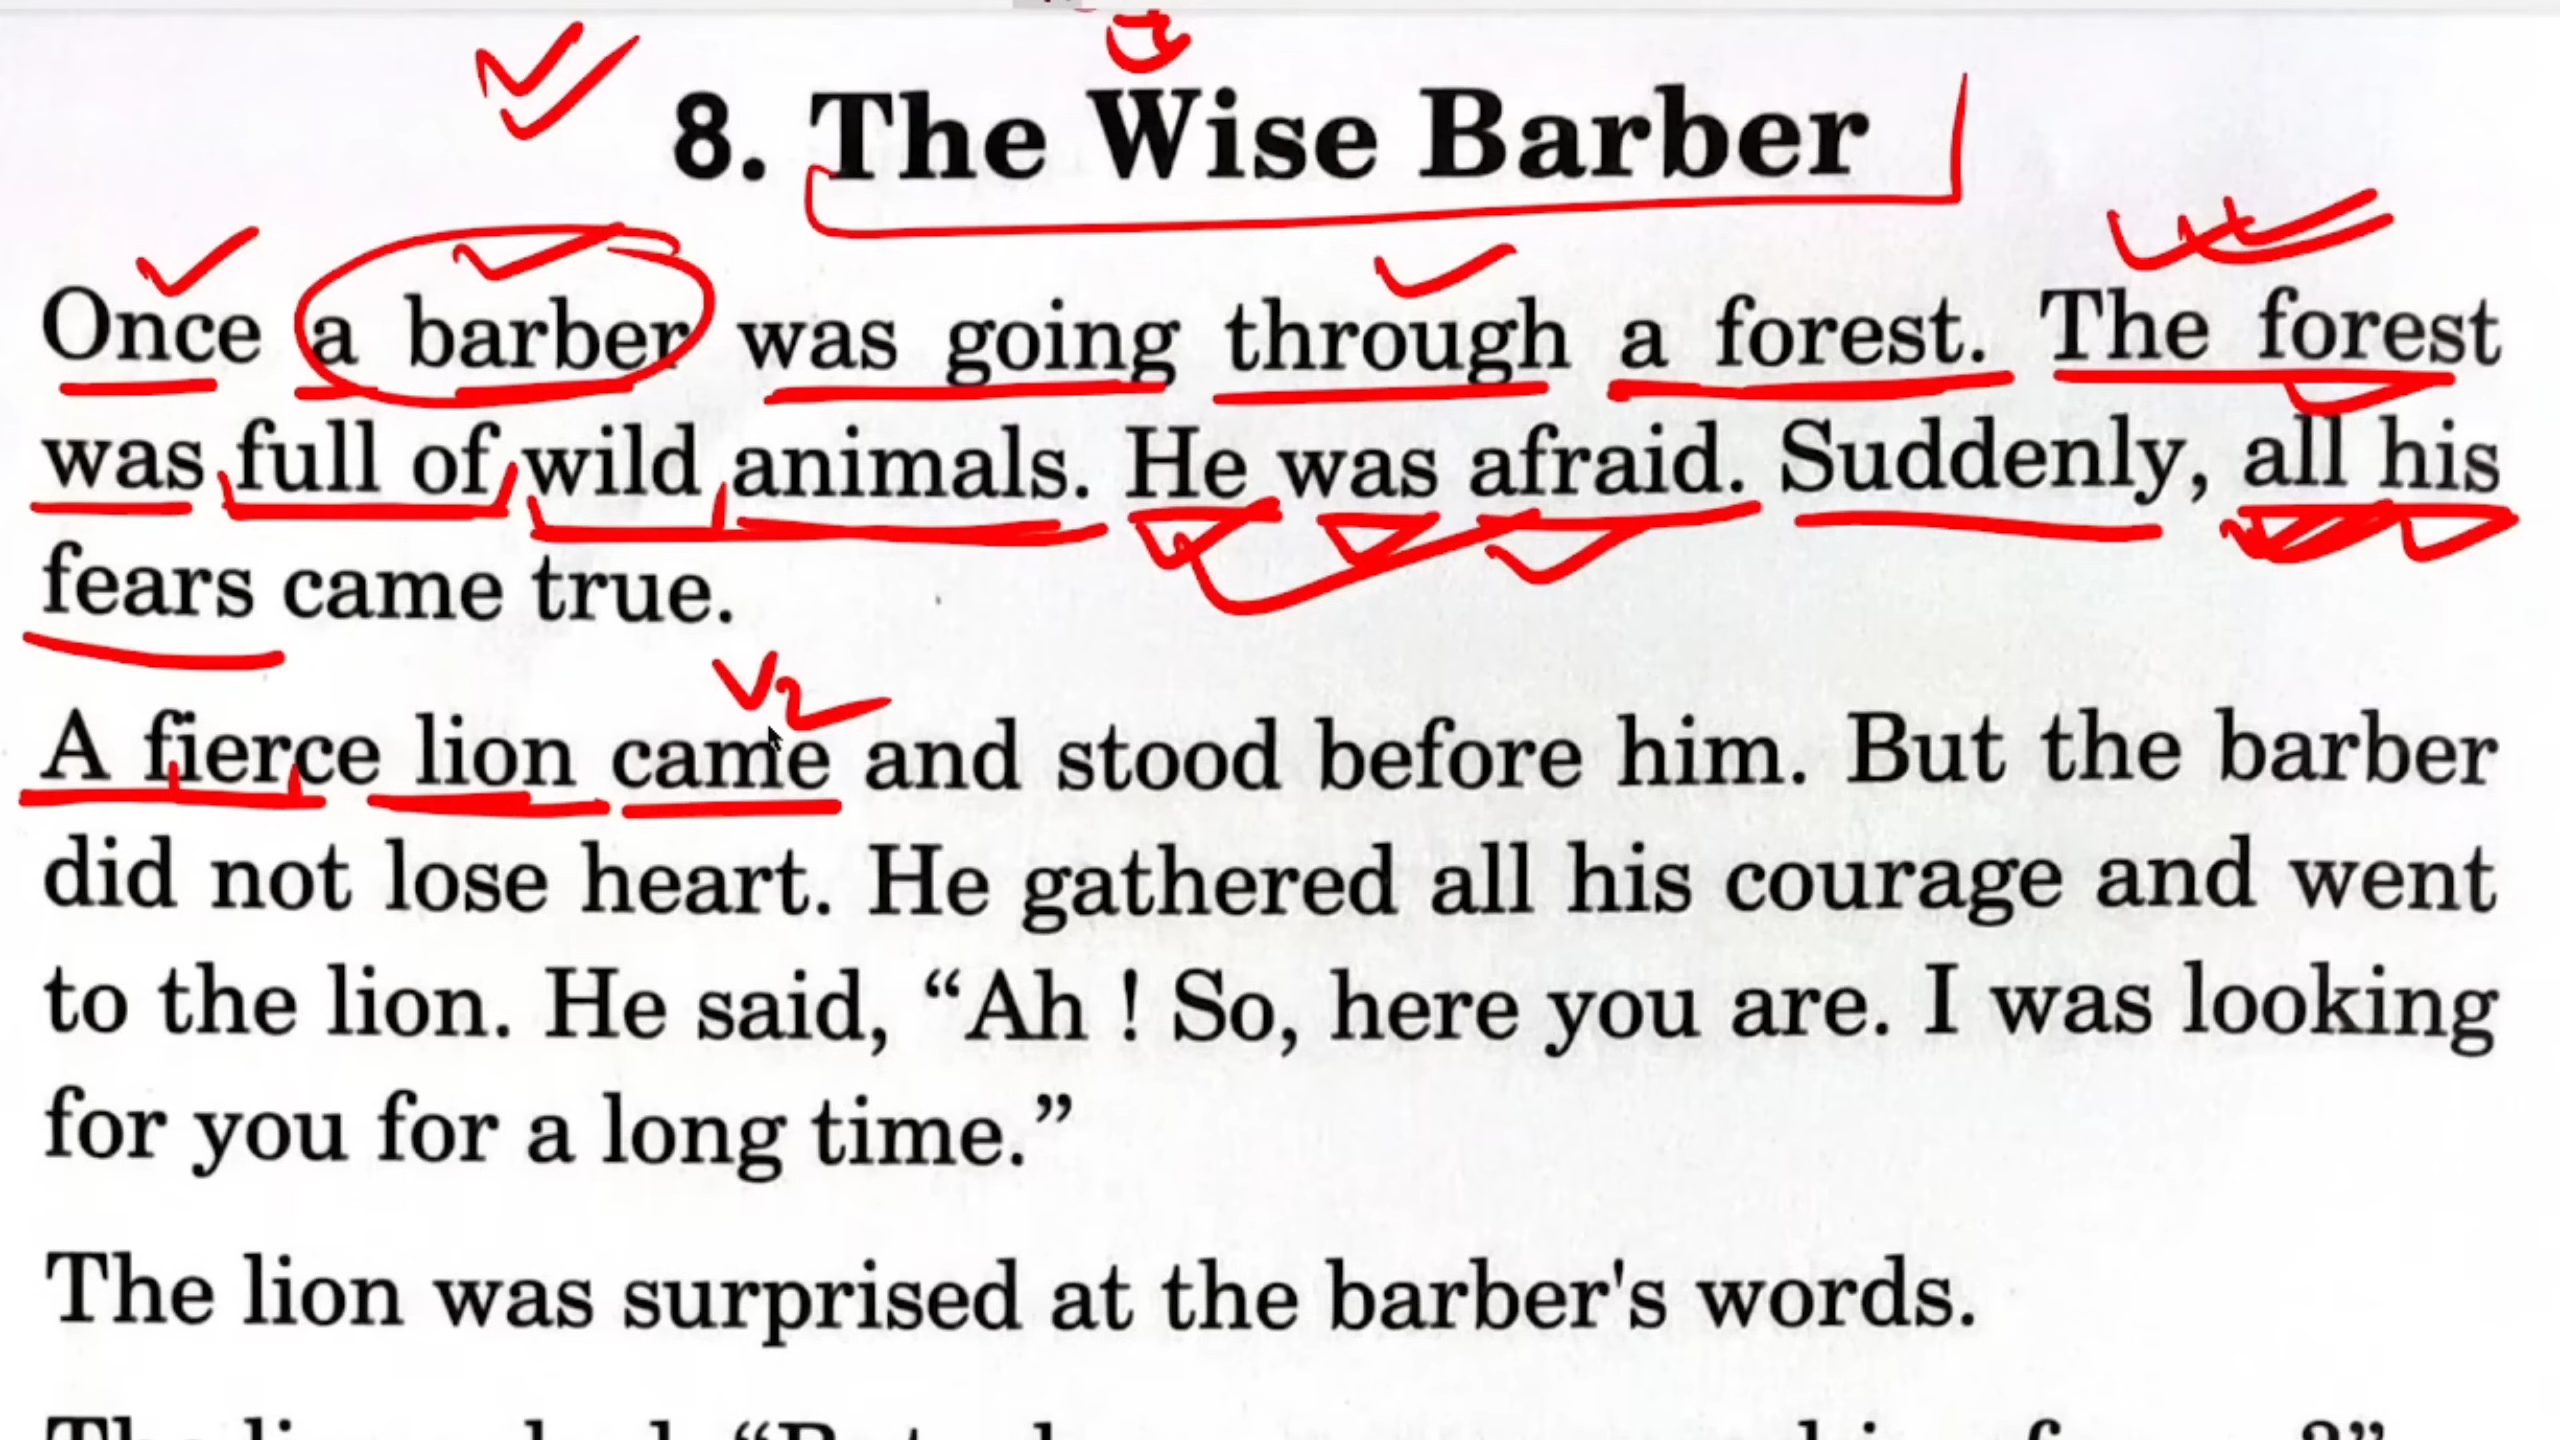 8. The Wise Barber
Once a barber was going through a forest. The forest
was full of wild animals. He was afraid. Suddenly, all his
fears came true.
V2
A fierce lion came and stood before him. But the barber
did not lose heart. He gathered all his courage and went
to the lion. He said, “Ah ! So, here you are. I was looking
for you for a long time.”
The lion was surprised at the barber's words.